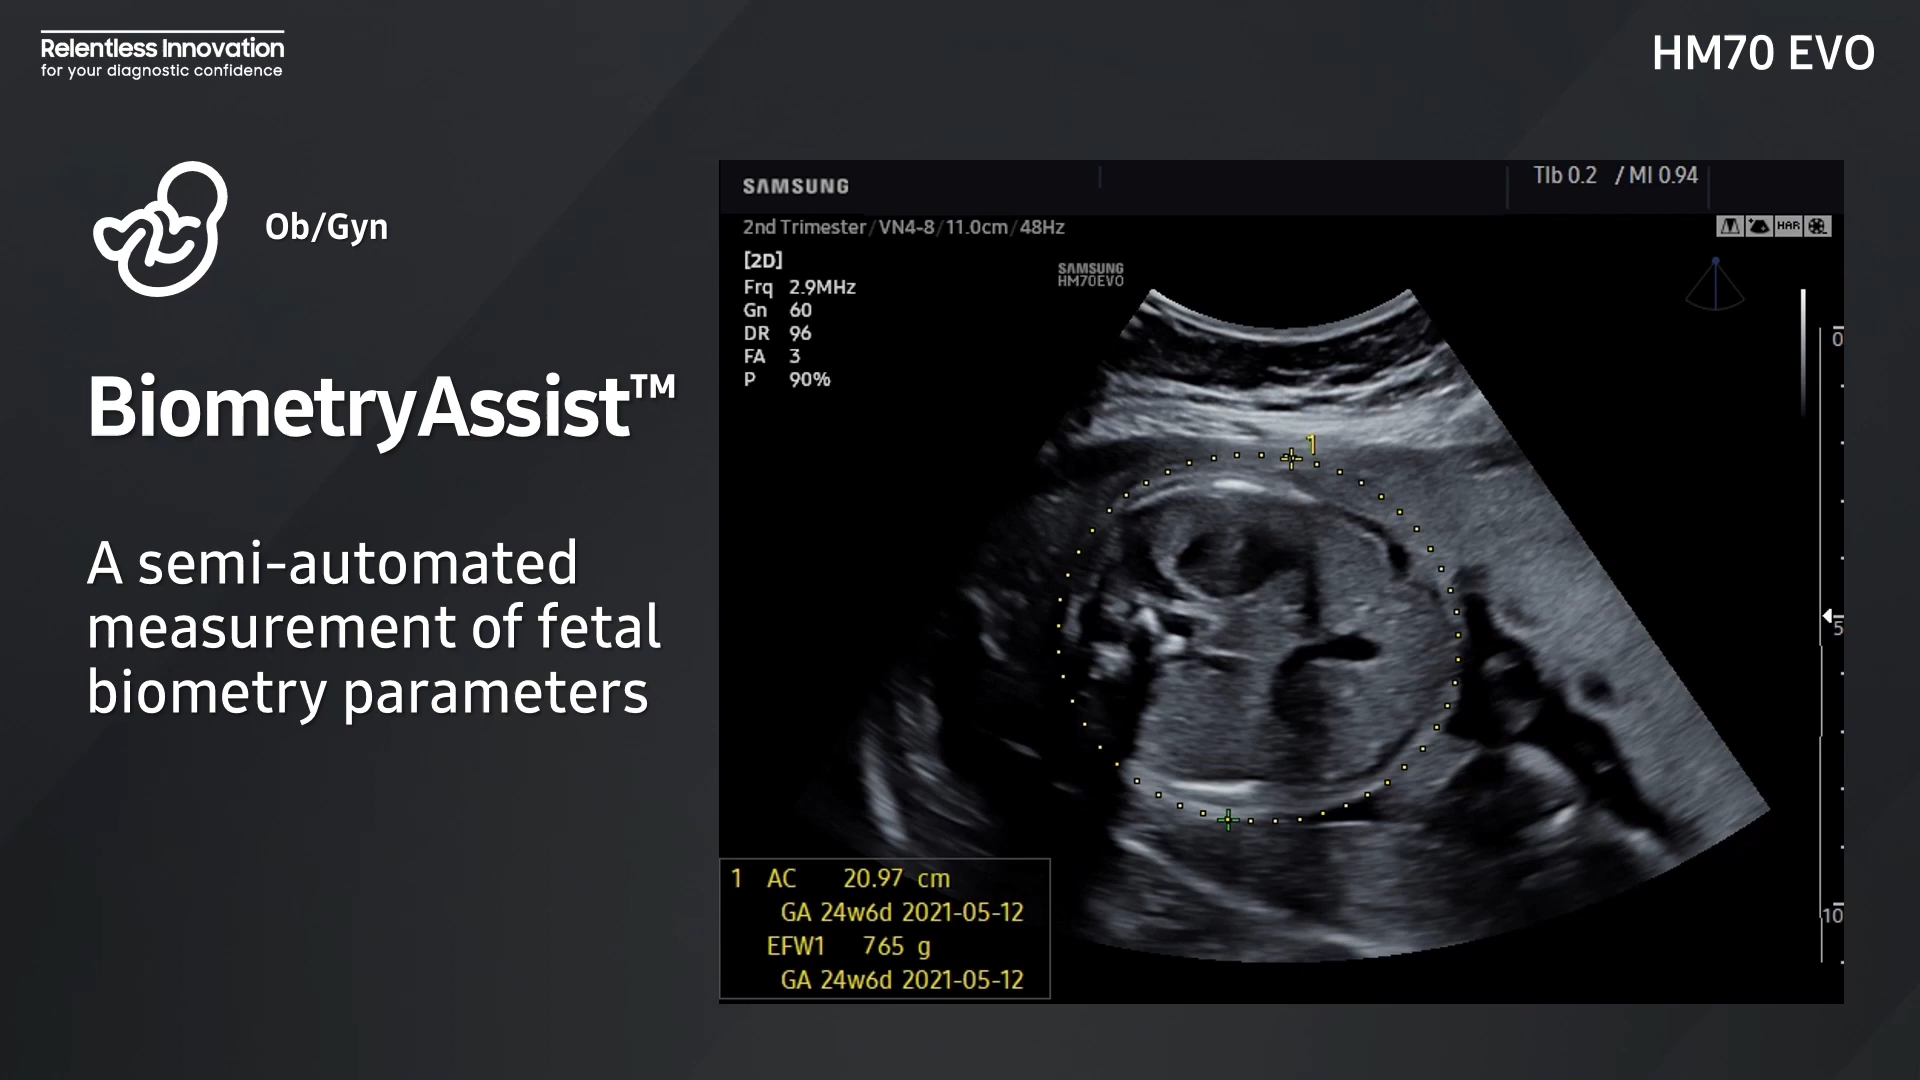 Relentless Innovation
for your diagnostic confidence
HM70 EVO
Ob/Gyn
BiometryAssist™
A semi-automated
measurement of fetal
biometry parameters
SAMSUNG
TIb 0.2 / MI 0.94
2nd Trimester/VN4-8/11.0cm/48Hz
HAR
[2D]
Frq 2.9MHz
Gn 60
DR 96
FA 3
P 90%
SAMSUNG
HM70EVO
1
0
5
10
1 AC 20.97 cm
GA 24w6d 2021-05-12
EFW1 765 g
GA 24w6d 2021-05-12